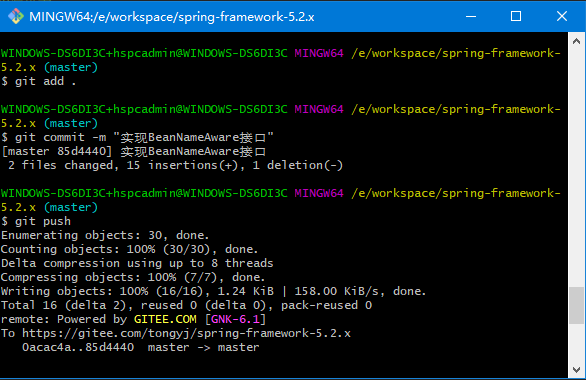 MINGW64:/e/workspace/spring-framework-5.2.x
WINDOWS-DS6DI3C+hspcadmin@WINDOWS-DS6DI3C MINGW64 /e/workspace/spring-framework-
5.2.x (master)
$ git add .
WINDOWS-DS6DI3C+hspcadmin@WINDOWS-DS6DI3C MINGW64 /e/workspace/spring-framework-
5.2.x (master)
$ git commit -m "实现BeanNameAware接口"
[master 85d4440] 实现BeanNameAware接口
2 files changed, 15 insertions(+), 1 deletion(-)
WINDOWS-DS6DI3C+hspcadmin@WINDOWS-DS6DI3C MINGW64 /e/workspace/spring-framework-
5.2.x (master)
$ git push
Enumerating objects: 30, done.
Counting objects: 100% (30/30), done.
Delta compression using up to 8 threads
Compressing objects: 100% (7/7), done.
Writing objects: 100% (16/16), 1.24 KiB | 158.00 KiB/s, done.
Total 16 (delta 2), reused 0 (delta 0), pack-reused 0
remote: Powered by GITEE.COM [GNK-6.1]
To https://gitee.com/tongyj/spring-framework-5.2.x
0acac4a..85d4440  master -> master